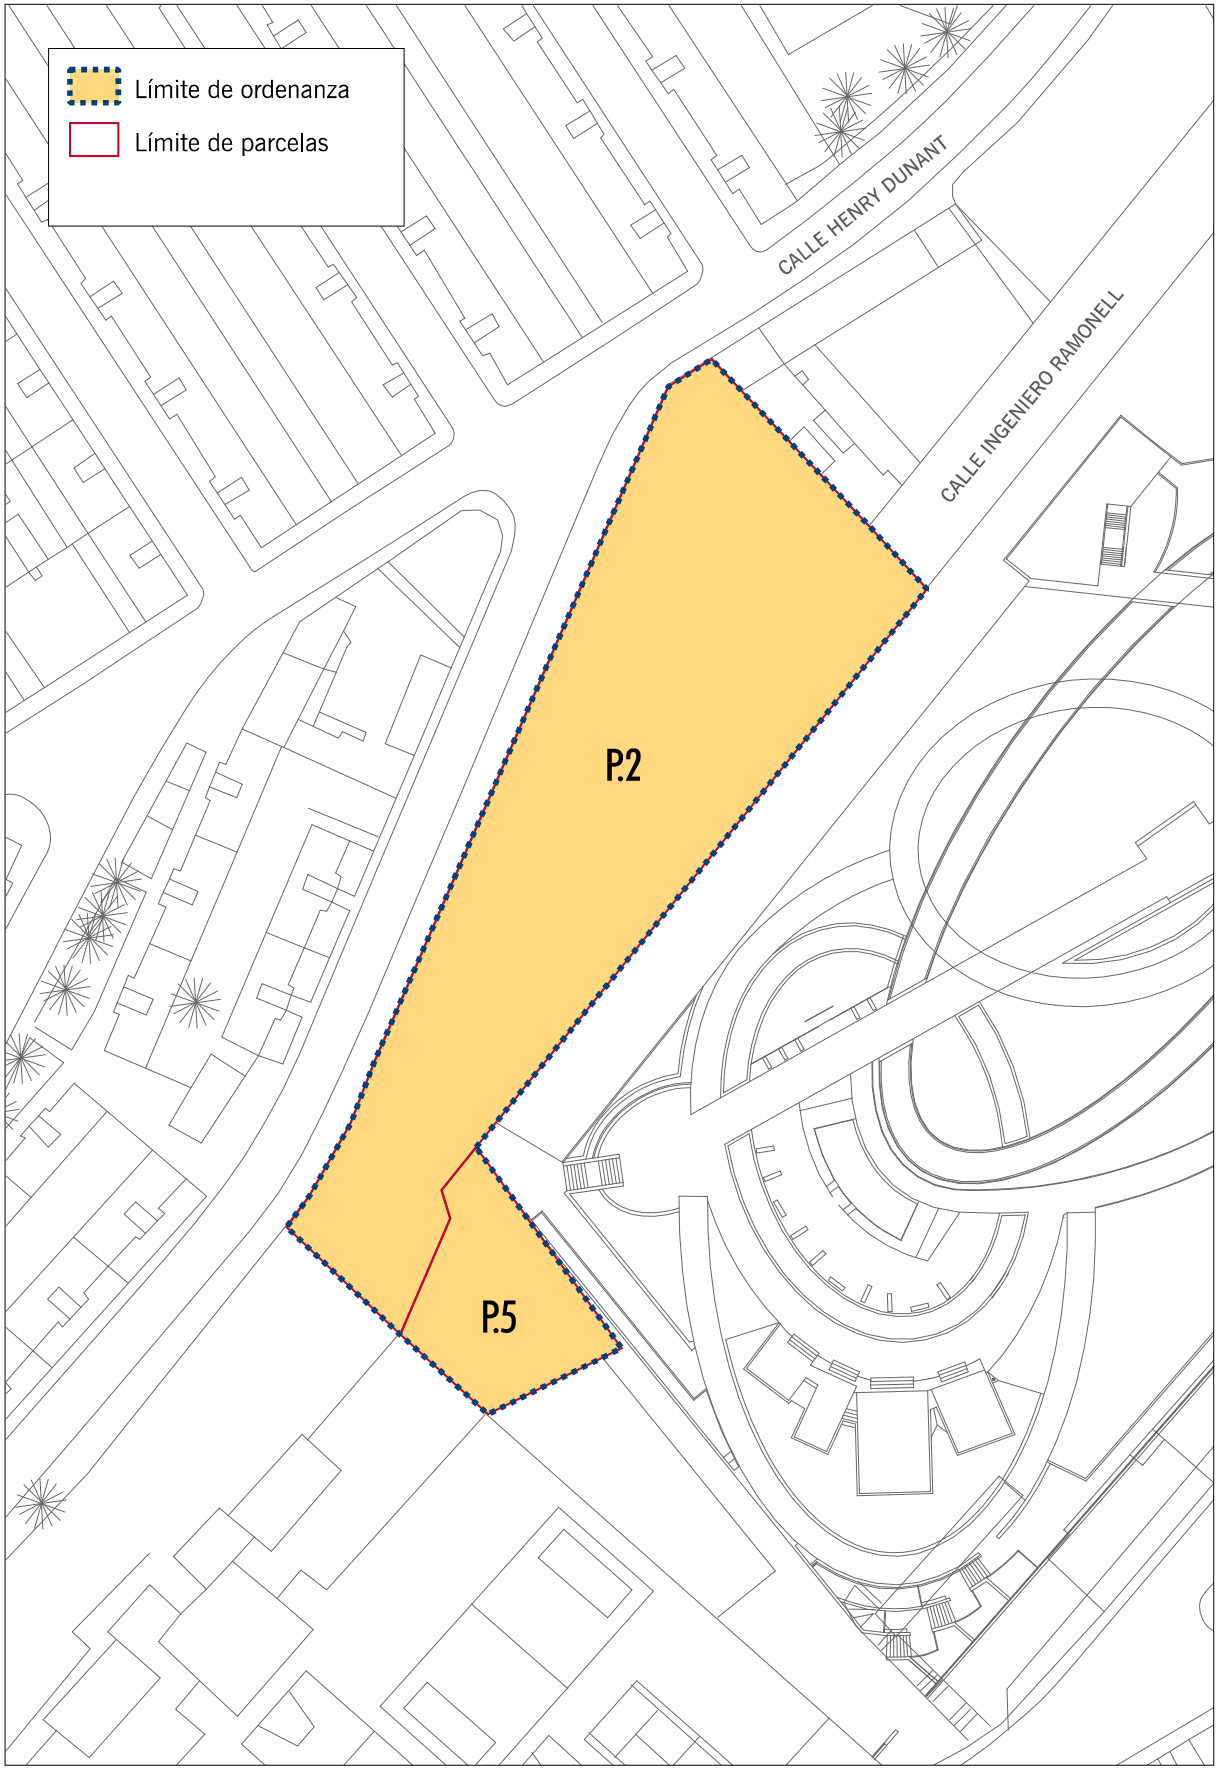 Límite de ordenanza
Límite de parcelas
CALLE HENRY DUNANT
CALLE INGENIERO RAMONELL
P.2
P.5